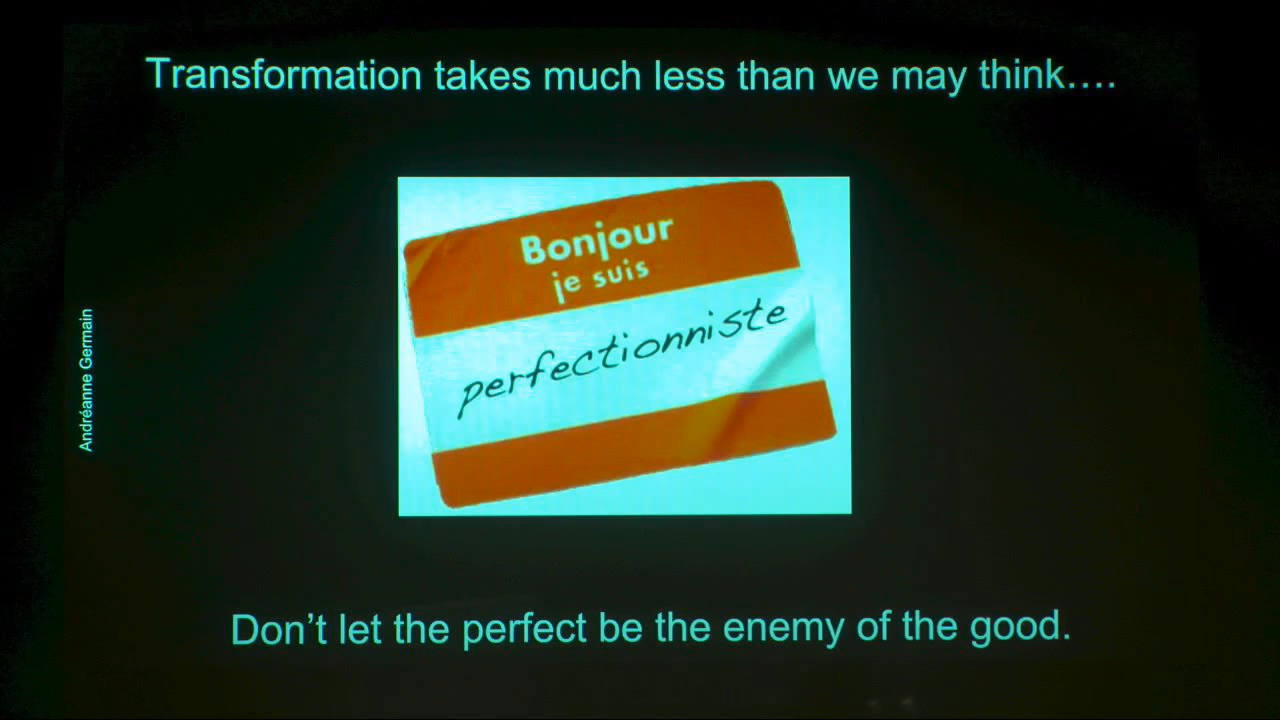 Transformation takes much less than we may think….
Bonjour
je suis
perfectionniste
Andréanne Germain
Don't let the perfect be the enemy of the good.